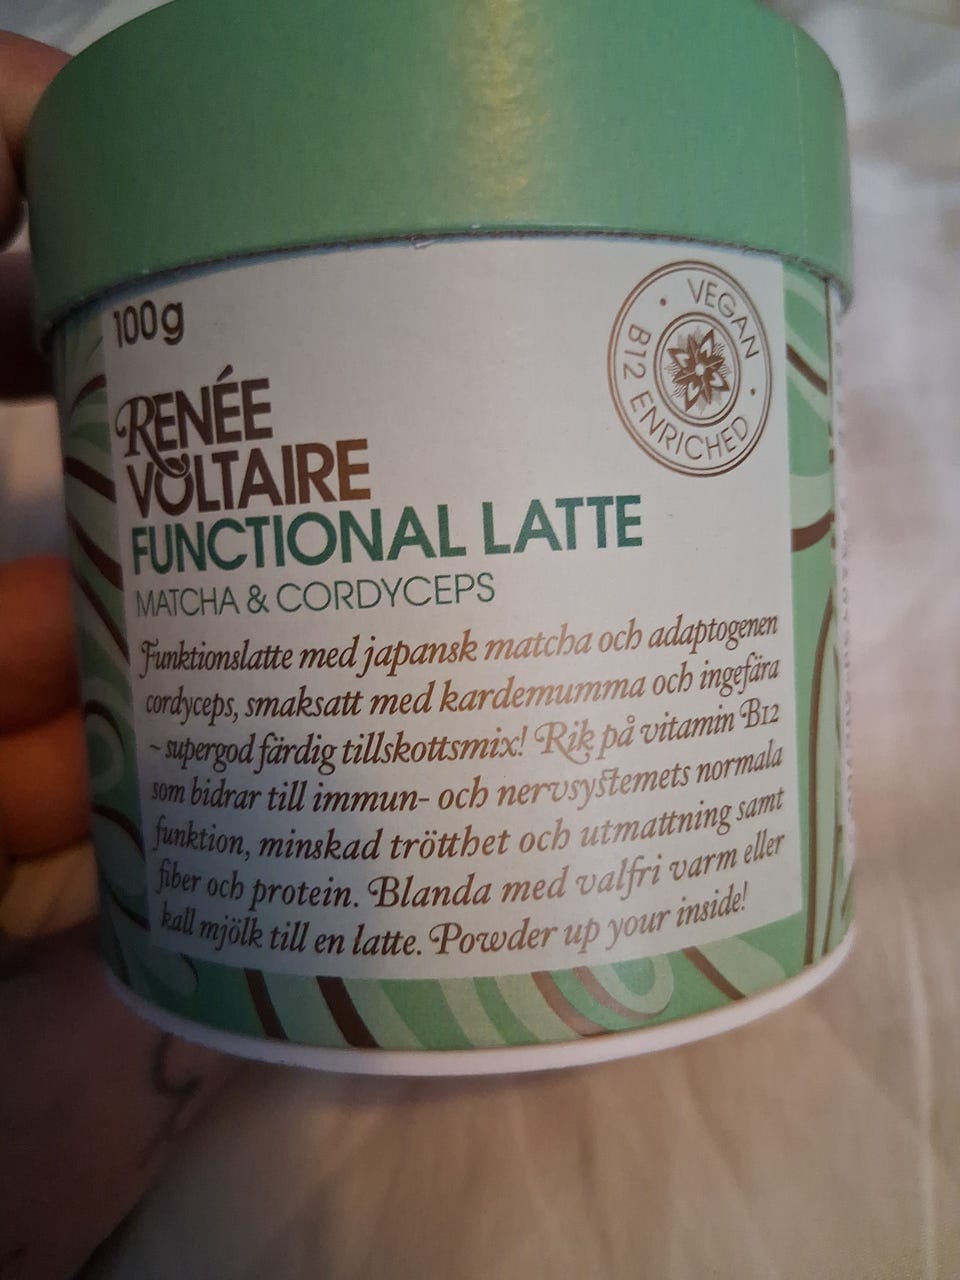 100g
VEGAN
B12 ENRICHED
RENÉE
VOLTAIRE
FUNCTIONAL LATTE
MATCHA & CORDYCEPS
Funktionslatte med japansk matcha och adaptogenen
cordyceps, smaksatt med kardemumma och ingefära
~ supergod färdig tillskottsmix! Rik på vitamin B12
som bidrar till immun- och nervsystemets normala
funktion, minskad trötthet och utmattning samt
fiber och protein. Blanda med valfri varm eller
kall mjölk till en latte. Powder up your inside!